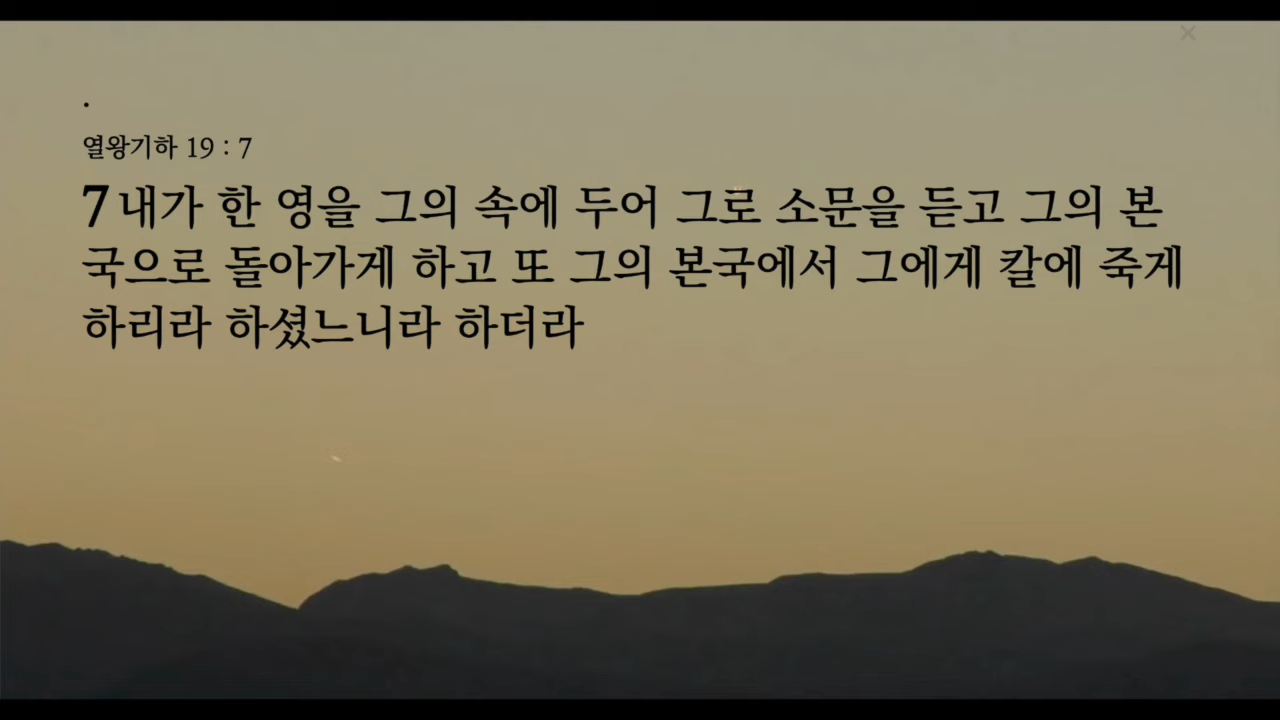 .
열왕기하 19 : 7
7 내가 한 영을 그의 속에 두어 그로 소문을 듣고 그의 본
국으로 돌아가게 하고 또 그의 본국에서 그에게 칼에 죽게
하리라 하셨느니라 하더라